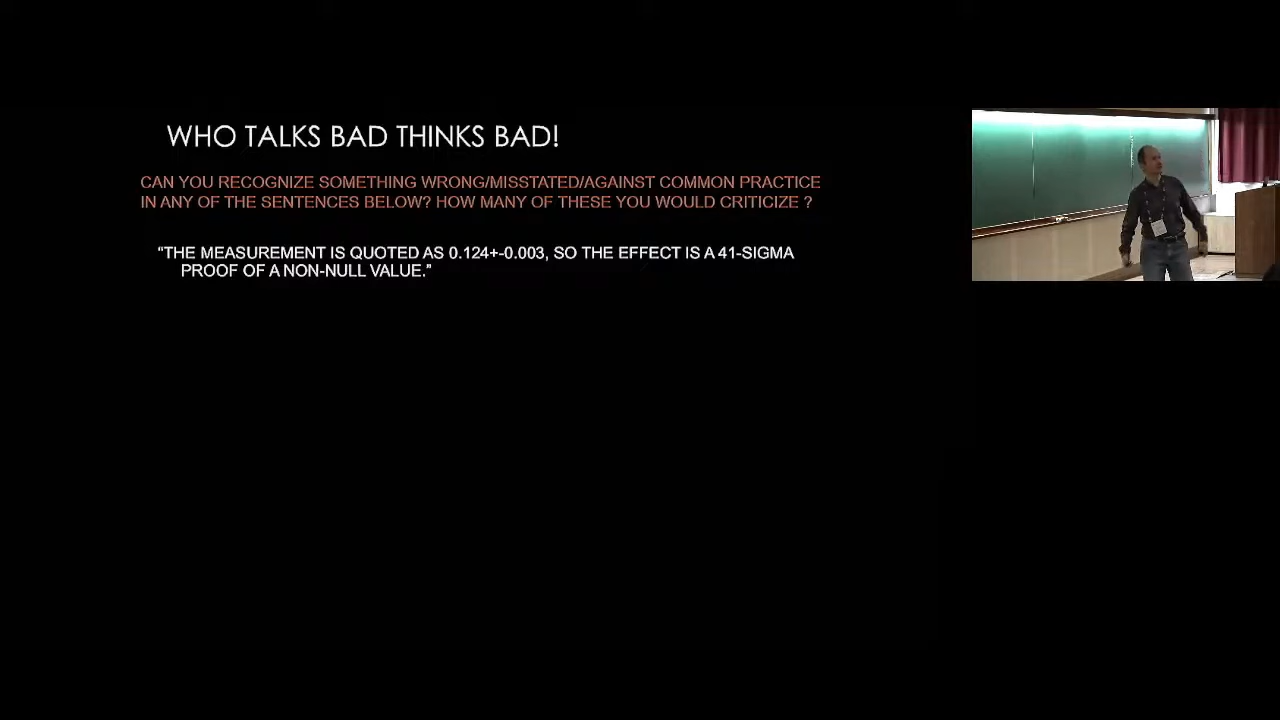 WHO TALKS BAD THINKS BAD!
CAN YOU RECOGNIZE SOMETHING WRONG/MISSTATED/AGAINST COMMON PRACTICE
IN ANY OF THE SENTENCES BELOW? HOW MANY OF THESE YOU WOULD CRITICIZE ?
“THE MEASUREMENT IS QUOTED AS 0.124+-0.003, SO THE EFFECT IS A 41-SIGMA
PROOF OF A NON-NULL VALUE.”